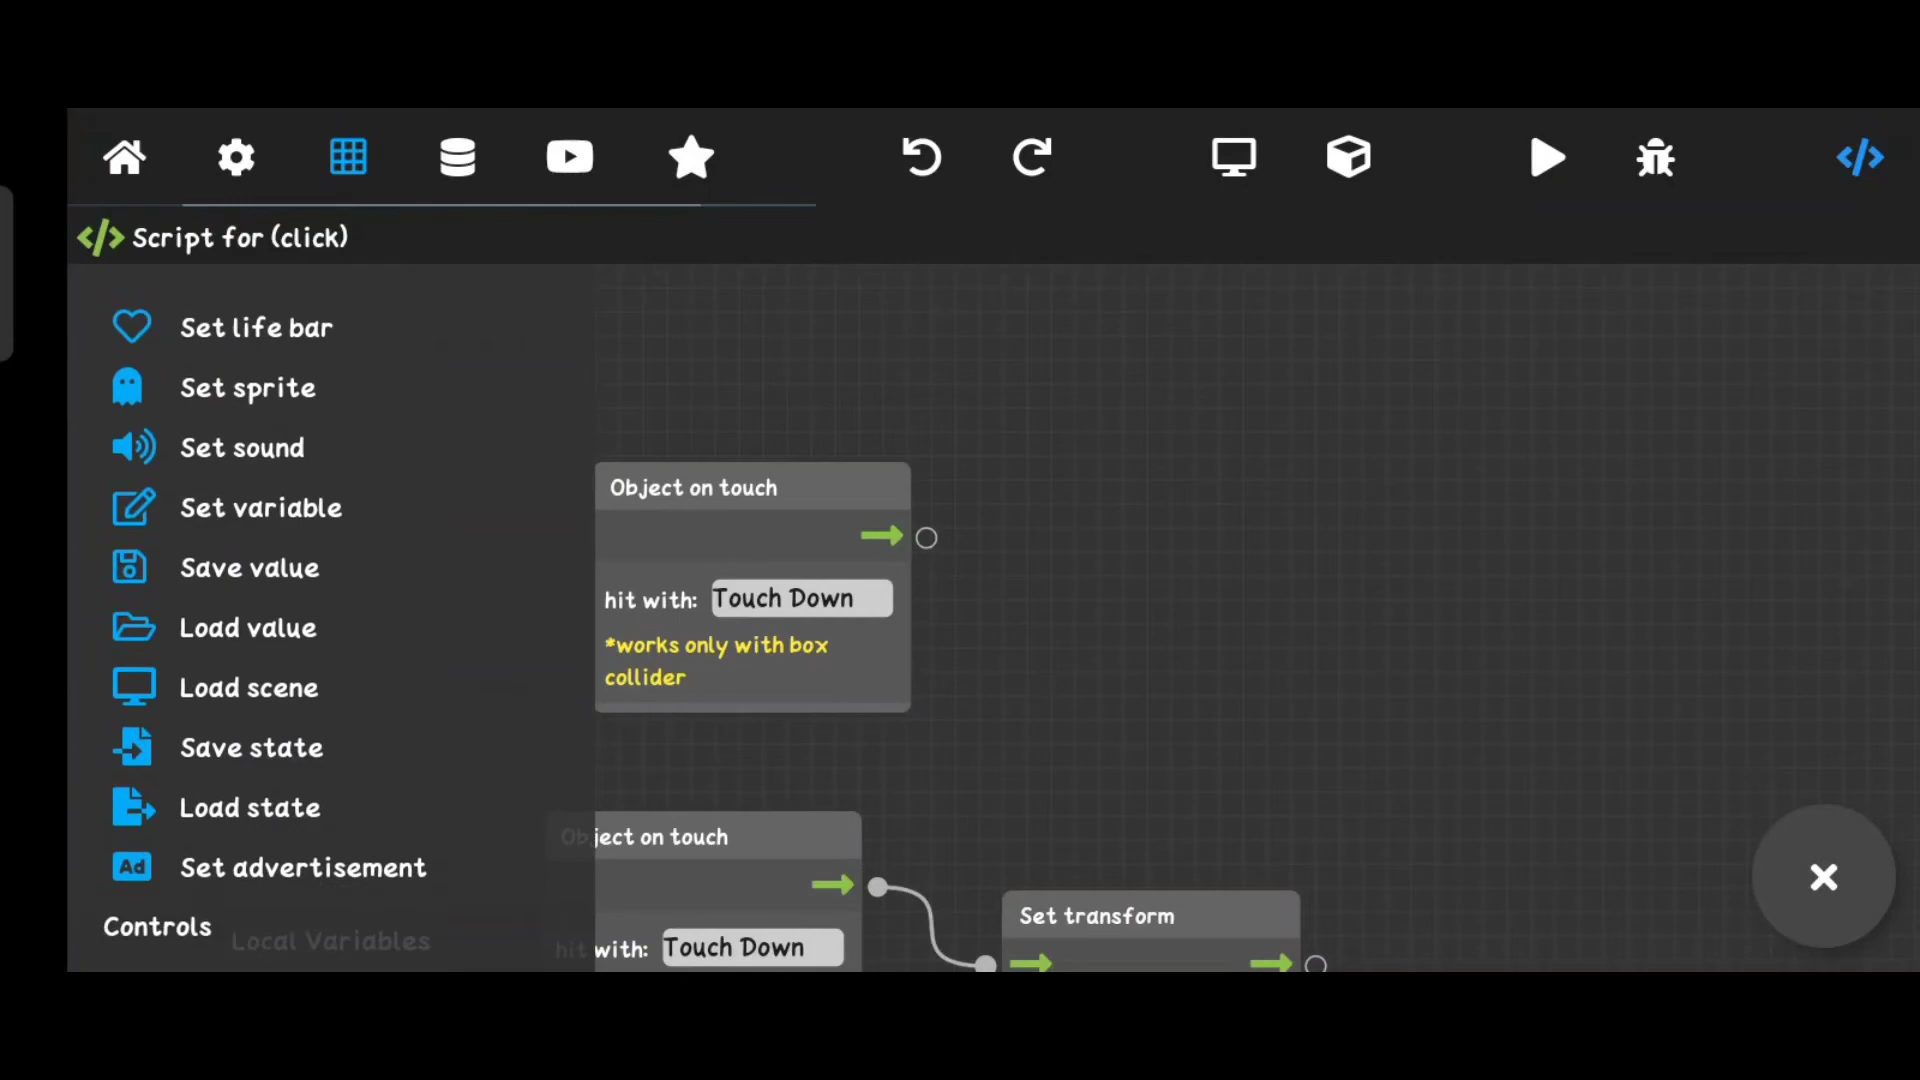 </> Script for (click)
Set life bar
Set sprite
Set sound
Set variable
Save value
Load value
Load scene
Save state
Load state
Ad Set advertisement
Controls
Local Variables
Object on touch
hit with: Touch Down
*works only with box
collider
Object on touch
hit with: Touch Down
Set transform